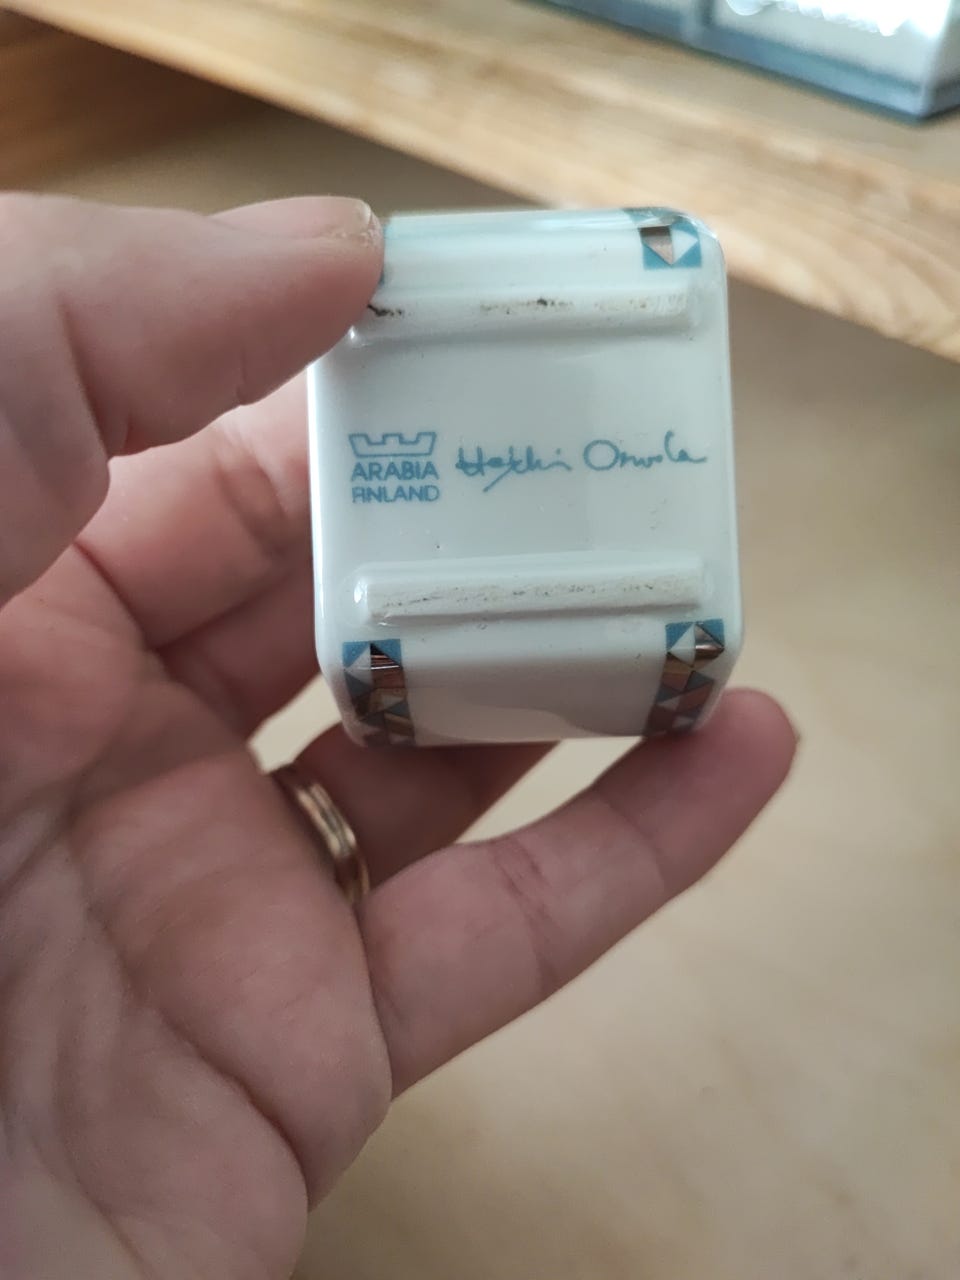 ARABIA
FINLAND
Heikki Orvola